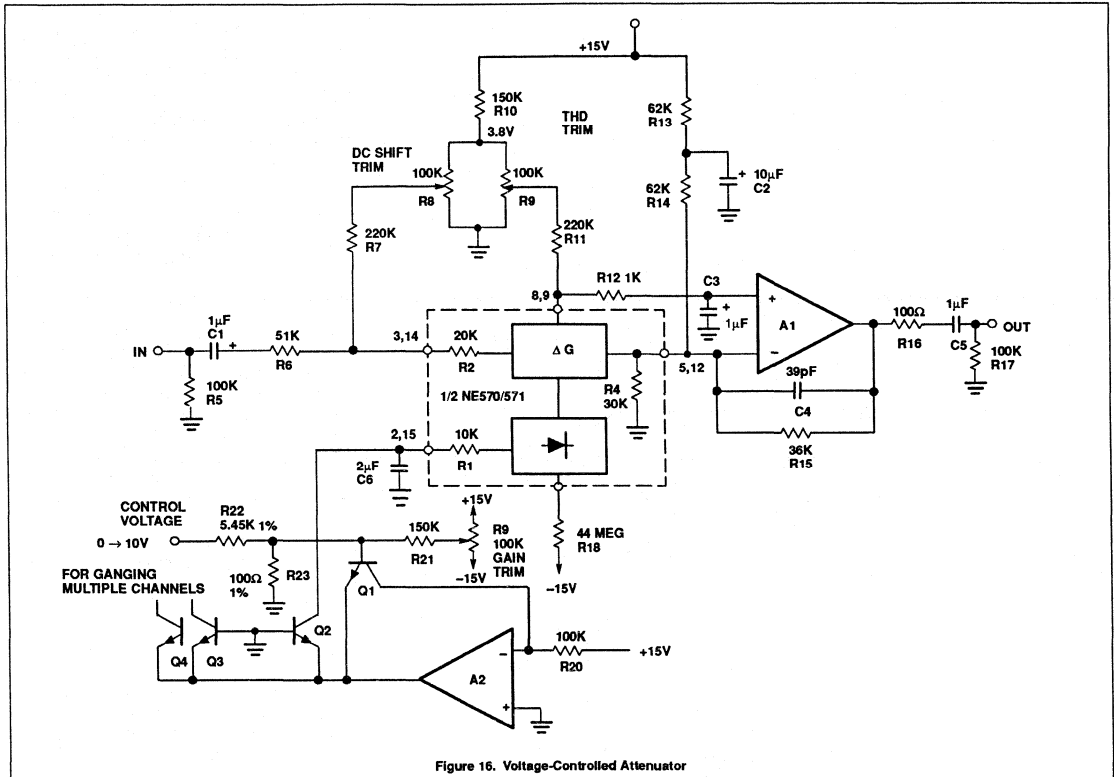 +15V
150K
R10
62K
R13
THD
TRIM
3.8V
DC SHIFT
TRIM
100K
R8
100K
R9
+ 10µF
C2
62K
R14
220K
R7
220K
R11
R12 1K
C3
+
1µF
8,9
+
A1
−
1µF
C1
+
51K
R6
IN
3,14
20K
R2
Δ G
5,12
100Ω
R16
1µF
C5
OUT
100K
R17
100K
R5
1/2 NE570/571
R4
30K
39pF
C4
36K
R15
2,15
10K
R1
2µF
C6
CONTROL
VOLTAGE
0 → 10V
R22
5.45K 1%
150K
R21
+15V
R9
100K
GAIN
TRIM
−15V
44 MEG
R18
−15V
FOR GANGING
MULTIPLE CHANNELS
100Ω
1%
R23
Q1
Q4
Q3
Q2
A2
−
+
100K
R20
+15V
Figure 16. Voltage-Controlled Attenuator